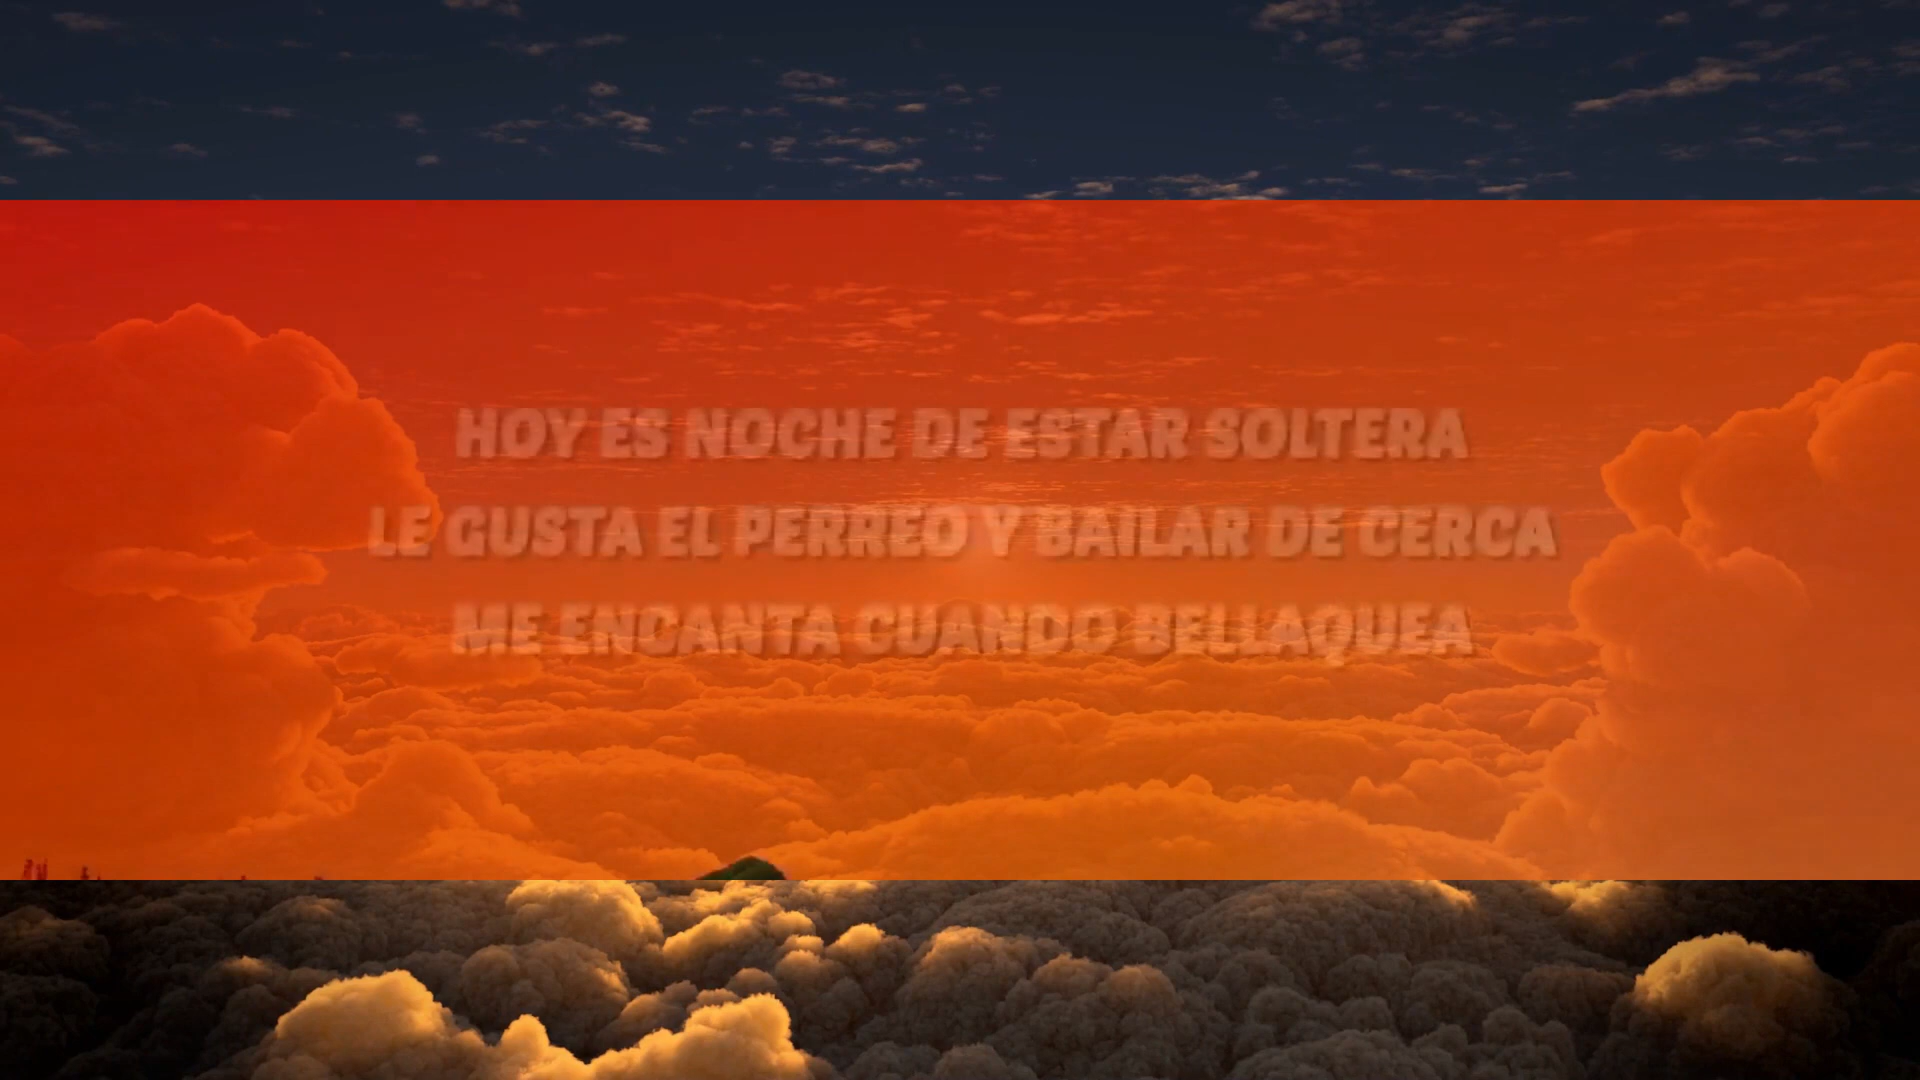 HOY ES NOCHE DE ESTAR SOLTERA
LE GUSTA EL PERREO Y BAILAR DE CERCA
ME ENCANTA CUANDO BELLAQUEA